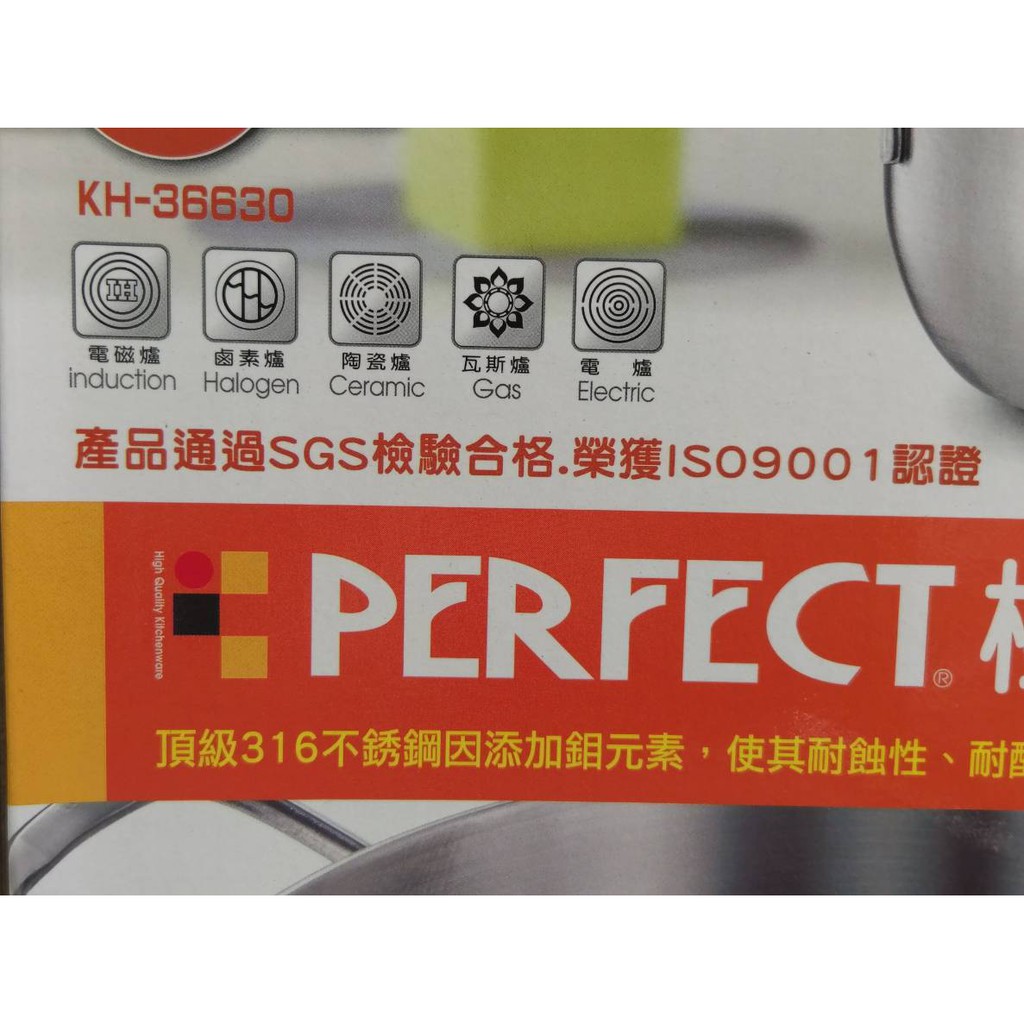 KH-36630
IH
電磁爐 鹵素爐 陶瓷爐 瓦斯爐 電爐
induction Halogen Ceramic Gas Electric
產品通過SGS檢驗合格.榮獲ISO9001認證
High Quality Kitchenware
PERFECT®
頂級316不銹鋼因添加鉬元素，使其耐蝕性、耐